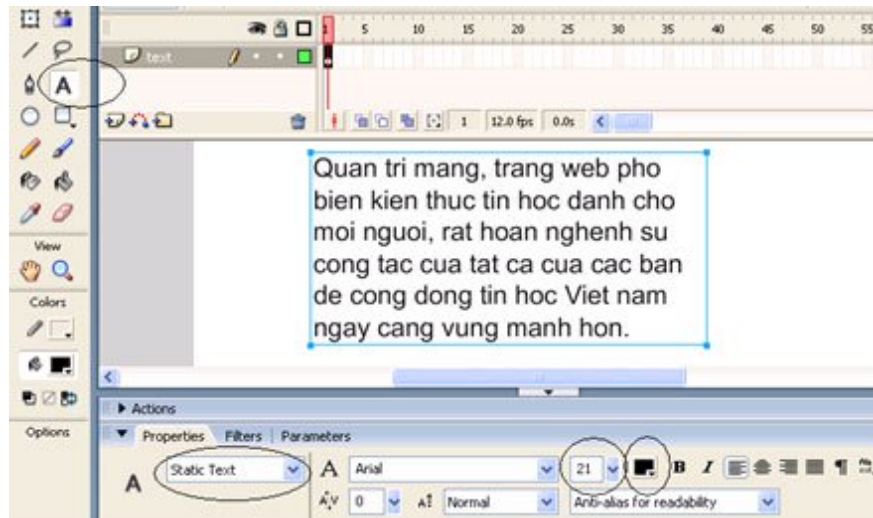 5 10 15 20 25 30 35 40 45 50 55
text
1 12.0 fps 0.0s
A
Quan tri mang, trang web pho
bien kien thuc tin hoc danh cho
moi nguoi, rat hoan nghenh su
cong tac cua tat ca cua cac ban
de cong dong tin hoc Viet nam
ngay cang vung manh hon.
View
Colors
Options
Actions
Properties Filters Parameters
A Static Text A Arial 21 B I
A V 0 A Normal Anti-alias for readability